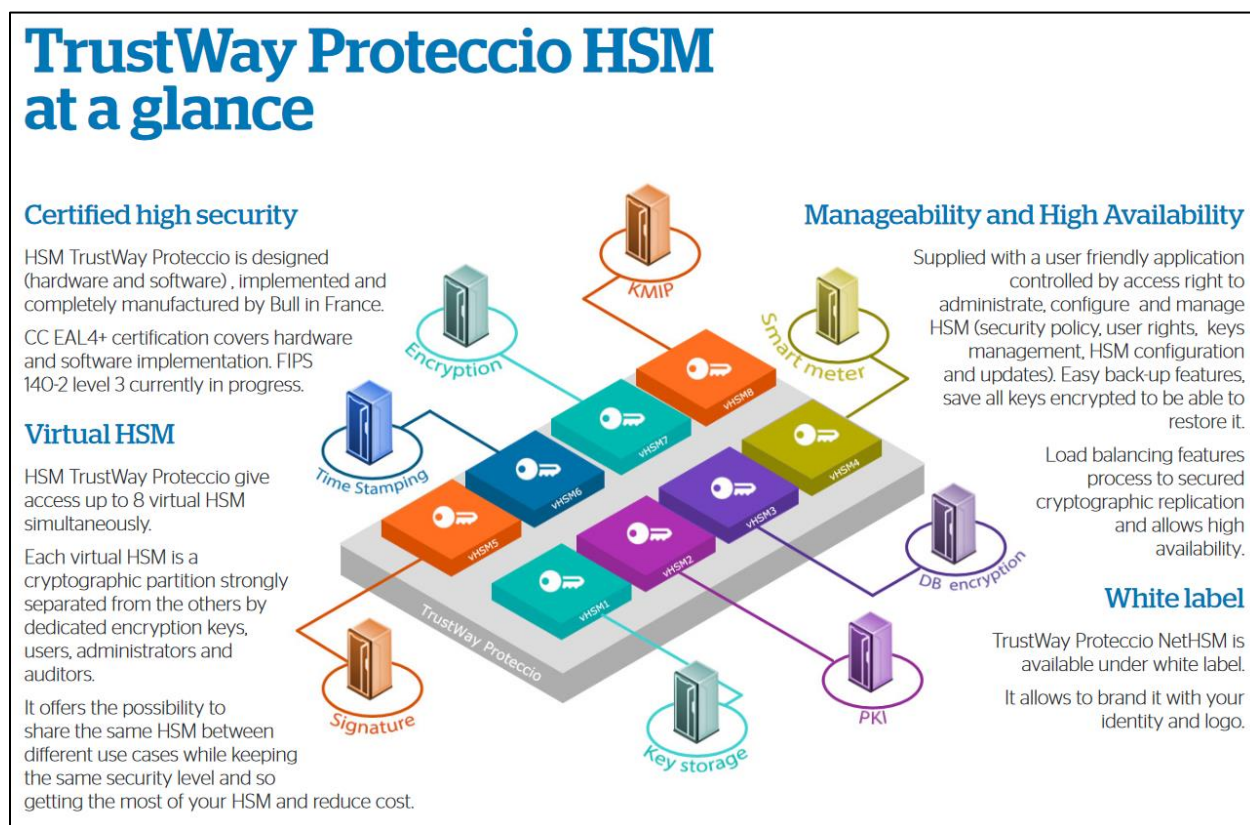 TrustWay Proteccio HSM
at a glance
Certified high security
HSM TrustWay Proteccio is designed
(hardware and software) , implemented and
completely manufactured by Bull in France.
CC EAL4+ certification covers hardware
and software implementation. FIPS
140-2 level 3 currently in progress.
Virtual HSM
HSM TrustWay Proteccio give
access up to 8 virtual HSM
simultaneously.
Each virtual HSM is a
cryptographic partition strongly
separated from the others by
dedicated encryption keys,
users, administrators and
auditors.
It offers the possibility to
share the same HSM between
different use cases while keeping
the same security level and so
getting the most of your HSM and reduce cost.
KMIP
Encryption
Smart meter
Time Stamping
vHSM8
vHSM7
vHSM4
vHSM6
vHSM3
vHSM5
vHSM2
vHSM1
TrustWay Proteccio
DB encryption
Signature
PKI
Key storage
Manageability and High Availability
Supplied with a user friendly application
controlled by access right to
administrate, configure and manage
HSM (security policy, user rights, keys
management, HSM configuration
and updates). Easy back-up features,
save all keys encrypted to be able to
restore it.
Load balancing features
process to secured
cryptographic replication
and allows high
availability.
White label
TrustWay Proteccio NetHSM is
available under white label.
It allows to brand it with your
identity and logo.